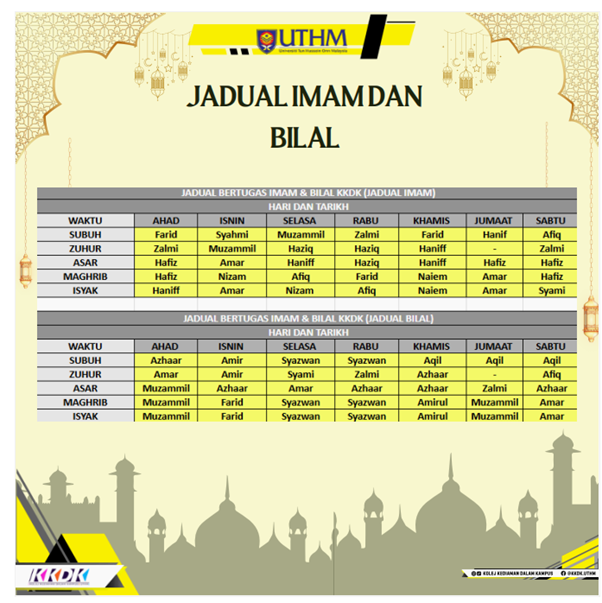 UTHM
Universiti Tun Hussein Onn Malaysia
JADUAL IMAM DAN
BILAL
JADUAL BERTUGAS IMAM & BILAL KKDK (JADUAL IMAM)
HARI DAN TARIKH
WAKTU AHAD ISNIN SELASA RABU KHAMIS JUMAAT SABTU
SUBUH Farid Syahmi Muzammil Zalmi Farid Hanif Afiq
ZUHUR Zalmi Muzammil Haziq Haziq Haniff - Zalmi
ASAR Hafiz Amar Haniff Haziq Haniff Hafiz Hafiz
MAGHRIB Hafiz Nizam Afiq Farid Naiem Amar Hafiz
ISYAK Haniff Amar Nizam Afiq Naiem Amar Syami
JADUAL BERTUGAS IMAM & BILAL KKDK (JADUAL BILAL)
HARI DAN TARIKH
WAKTU AHAD ISNIN SELASA RABU KHAMIS JUMAAT SABTU
SUBUH Azhaar Amir Syazwan Syazwan Aqil Aqil Aqil
ZUHUR Amar Amir Syami Zalmi Azhaar - Afiq
ASAR Muzammil Azhaar Amar Azhaar Azhaar Zalmi Azhaar
MAGHRIB Muzammil Farid Syazwan Syazwan Amirul Muzammil Amar
ISYAK Muzammil Farid Syazwan Syazwan Amirul Muzammil Amar
KKDK
KOLEJ KEDIAMAN DALAM KAMPUS @KKDK.UTHM